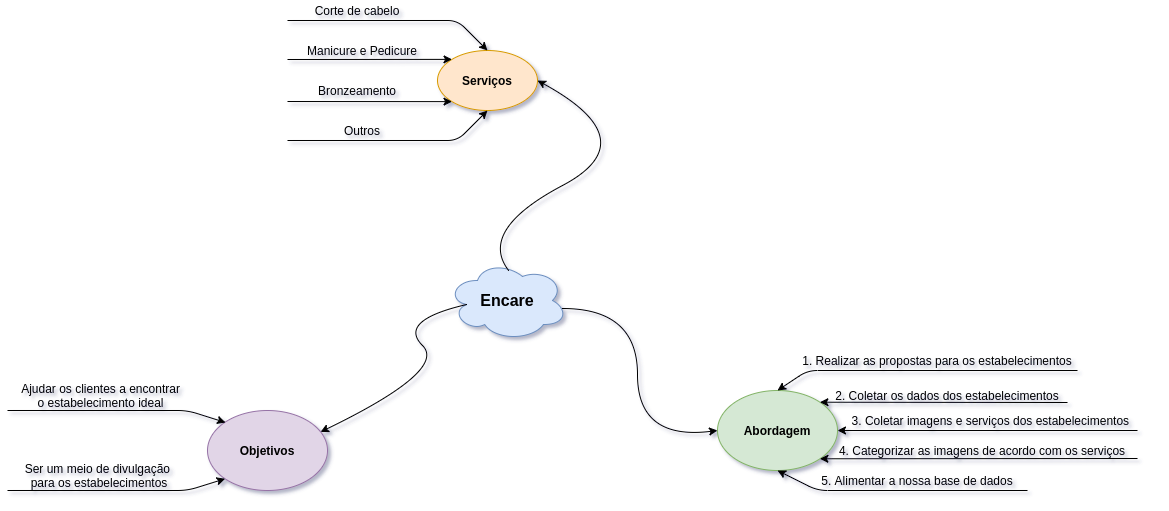 Corte de cabelo
Manicure e Pedicure
Serviços
Bronzeamento
Outros
Encare
1. Realizar as propostas para os estabelecimentos
Ajudar os clientes a encontrar
o estabelecimento ideal
2. Coletar os dados dos estabelecimentos
3. Coletar imagens e serviços dos estabelecimentos
Abordagem
Objetivos
4. Categorizar as imagens de acordo com os serviços
Ser um meio de divulgação
para os estabelecimentos
5. Alimentar a nossa base de dados